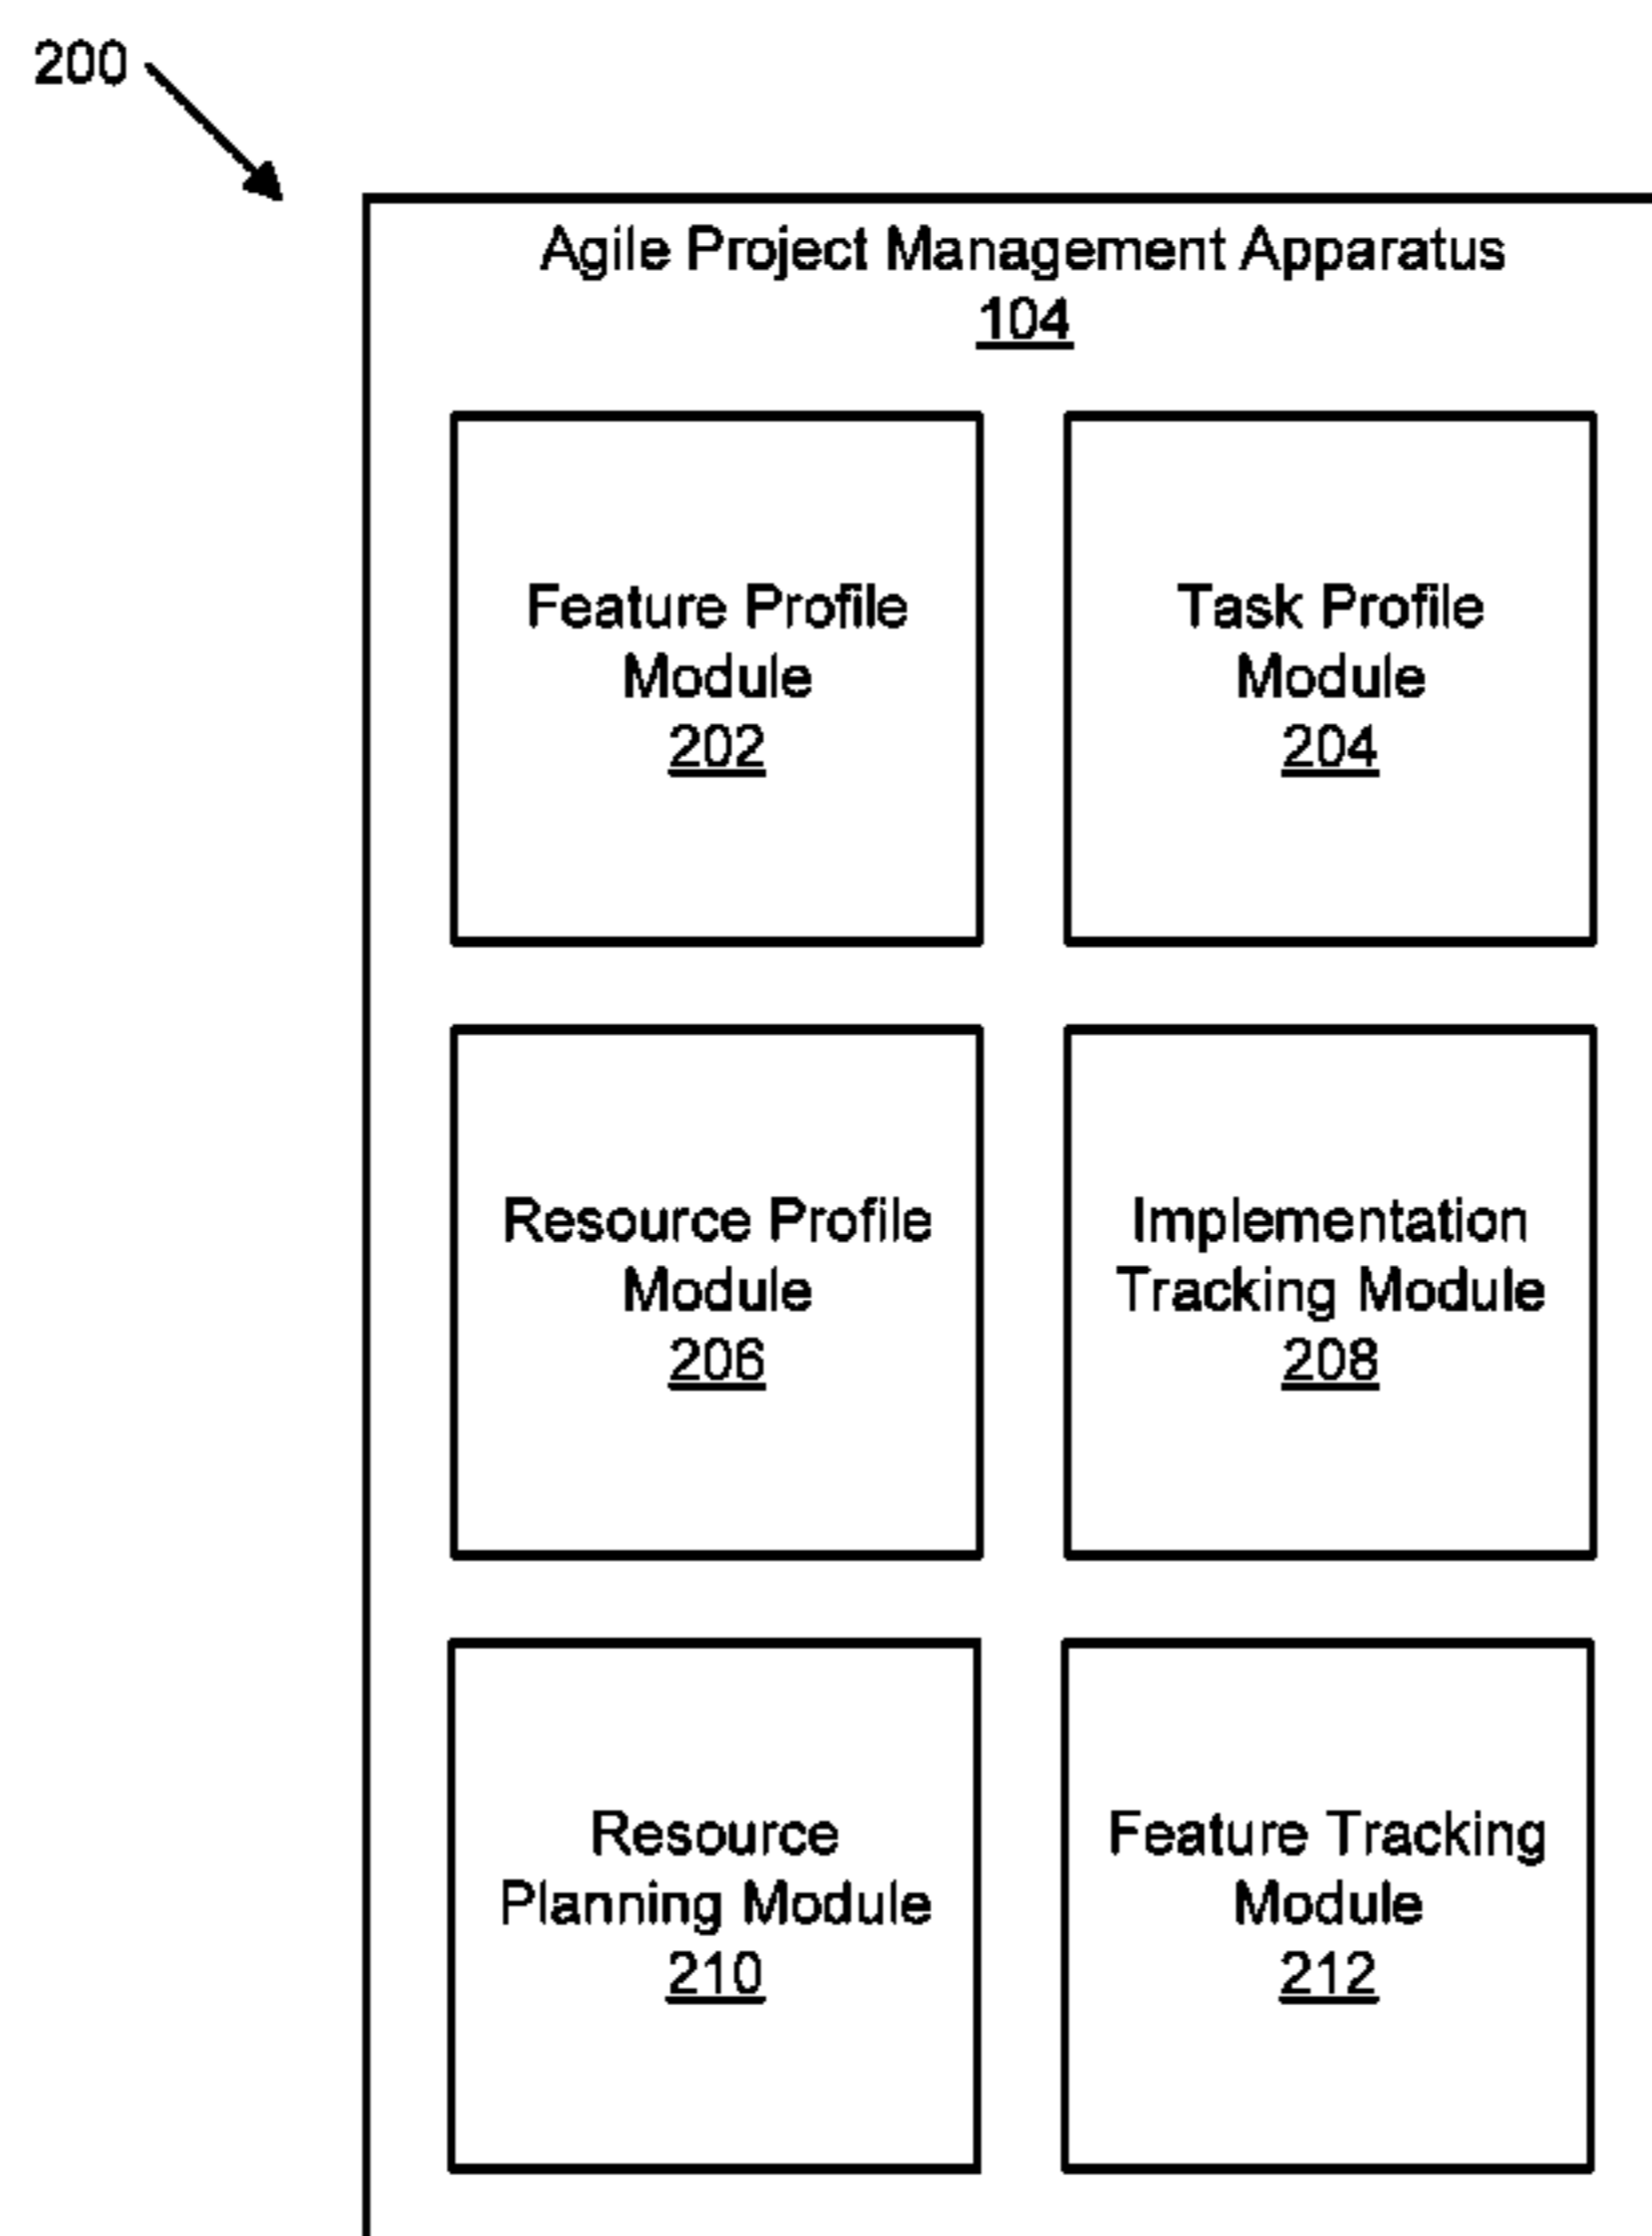 200
Agile Project Management Apparatus
104
Feature Profile
Module
202
Task Profile
Module
204
Resource Profile
Module
206
Implementation
Tracking Module
208
Resource
Planning Module
210
Feature Tracking
Module
212